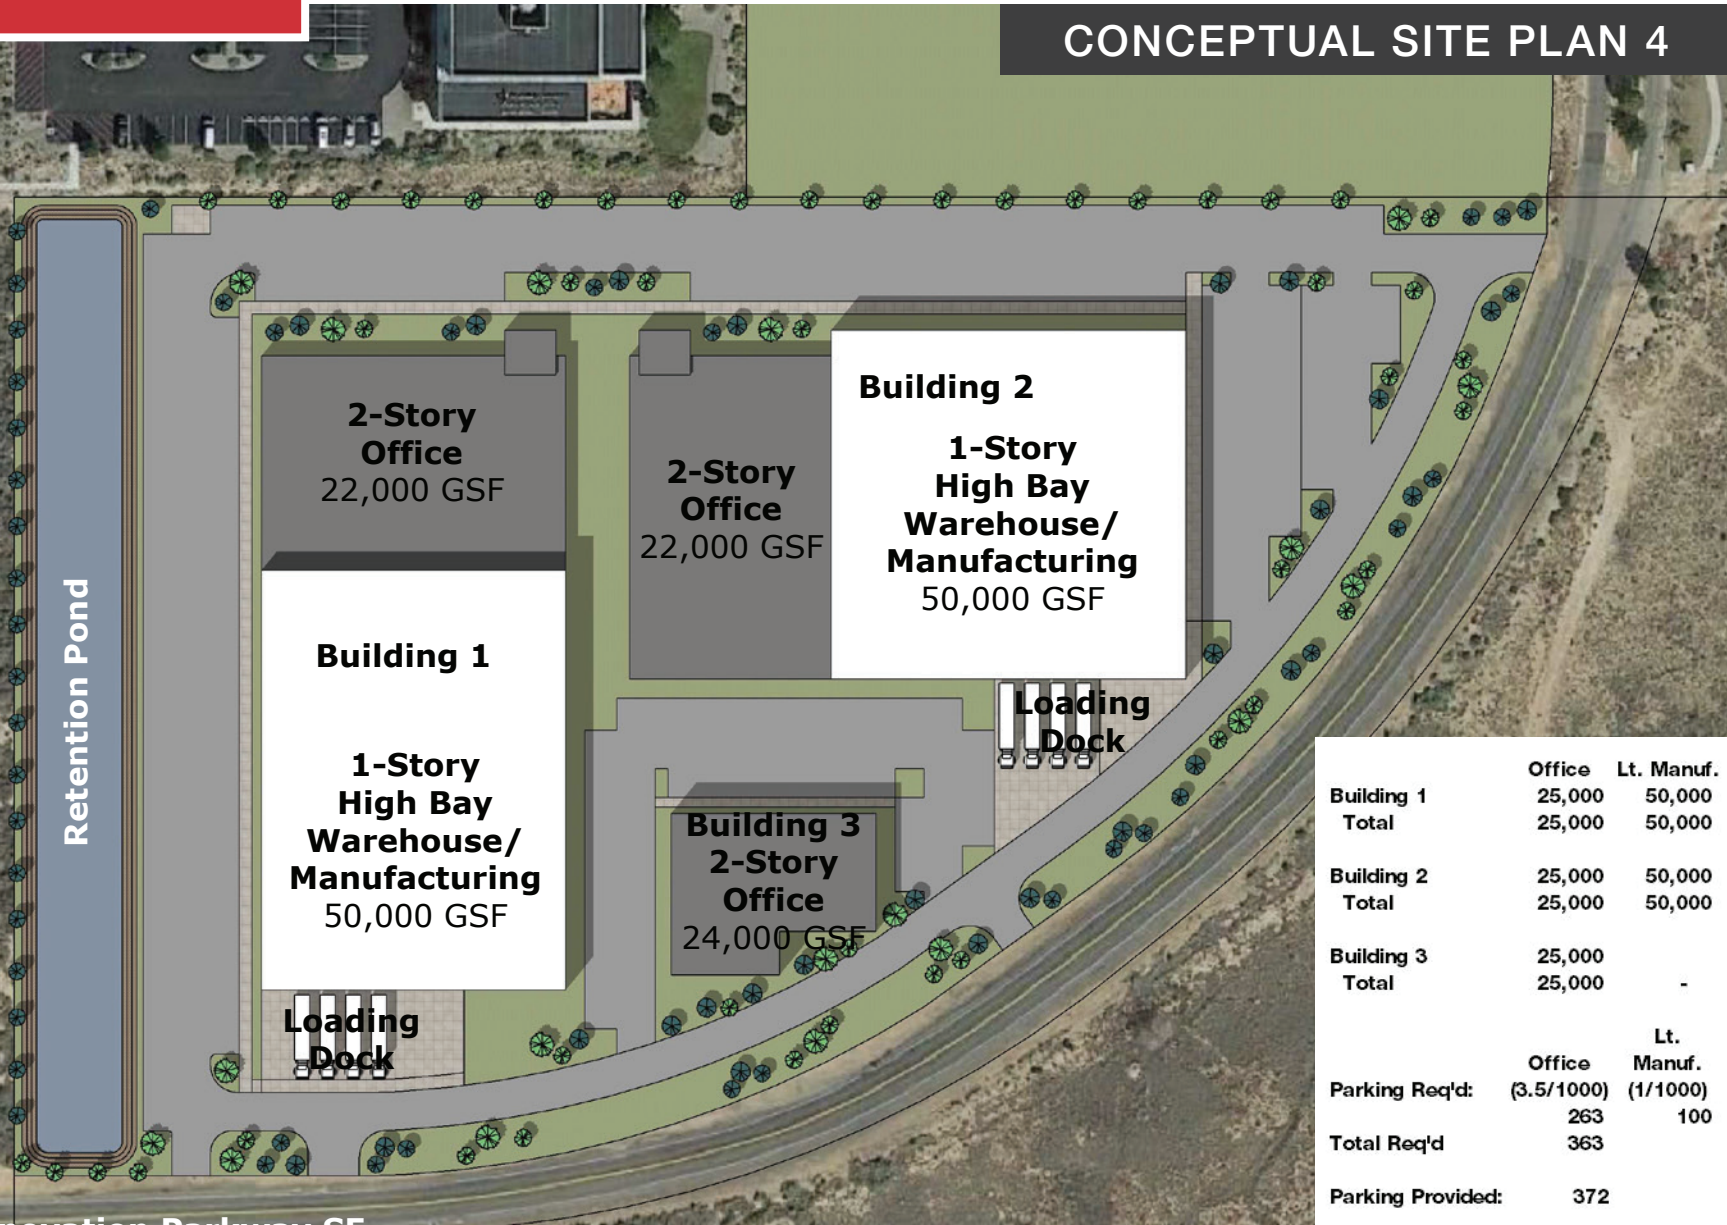 CONCEPTUAL SITE PLAN 4
2-Story
Office
22,000 GSF
2-Story
Office
22,000 GSF
Building 2
1-Story
High Bay
Warehouse/
Manufacturing
50,000 GSF
Retention Pond
Building 1
1-Story
High Bay
Warehouse/
Manufacturing
50,000 GSF
Loading
Dock
Building 3
2-Story
Office
24,000 GSF
Loading
Dock
Office Lt. Manuf.
Building 1 25,000 50,000
Total 25,000 50,000
Building 2 25,000 50,000
Total 25,000 50,000
Building 3 25,000
Total 25,000 -
Lt.
Office Manuf.
Parking Req'd: (3.5/1000) (1/1000)
263 100
Total Req'd 363
Parking Provided: 372
Parkway SE